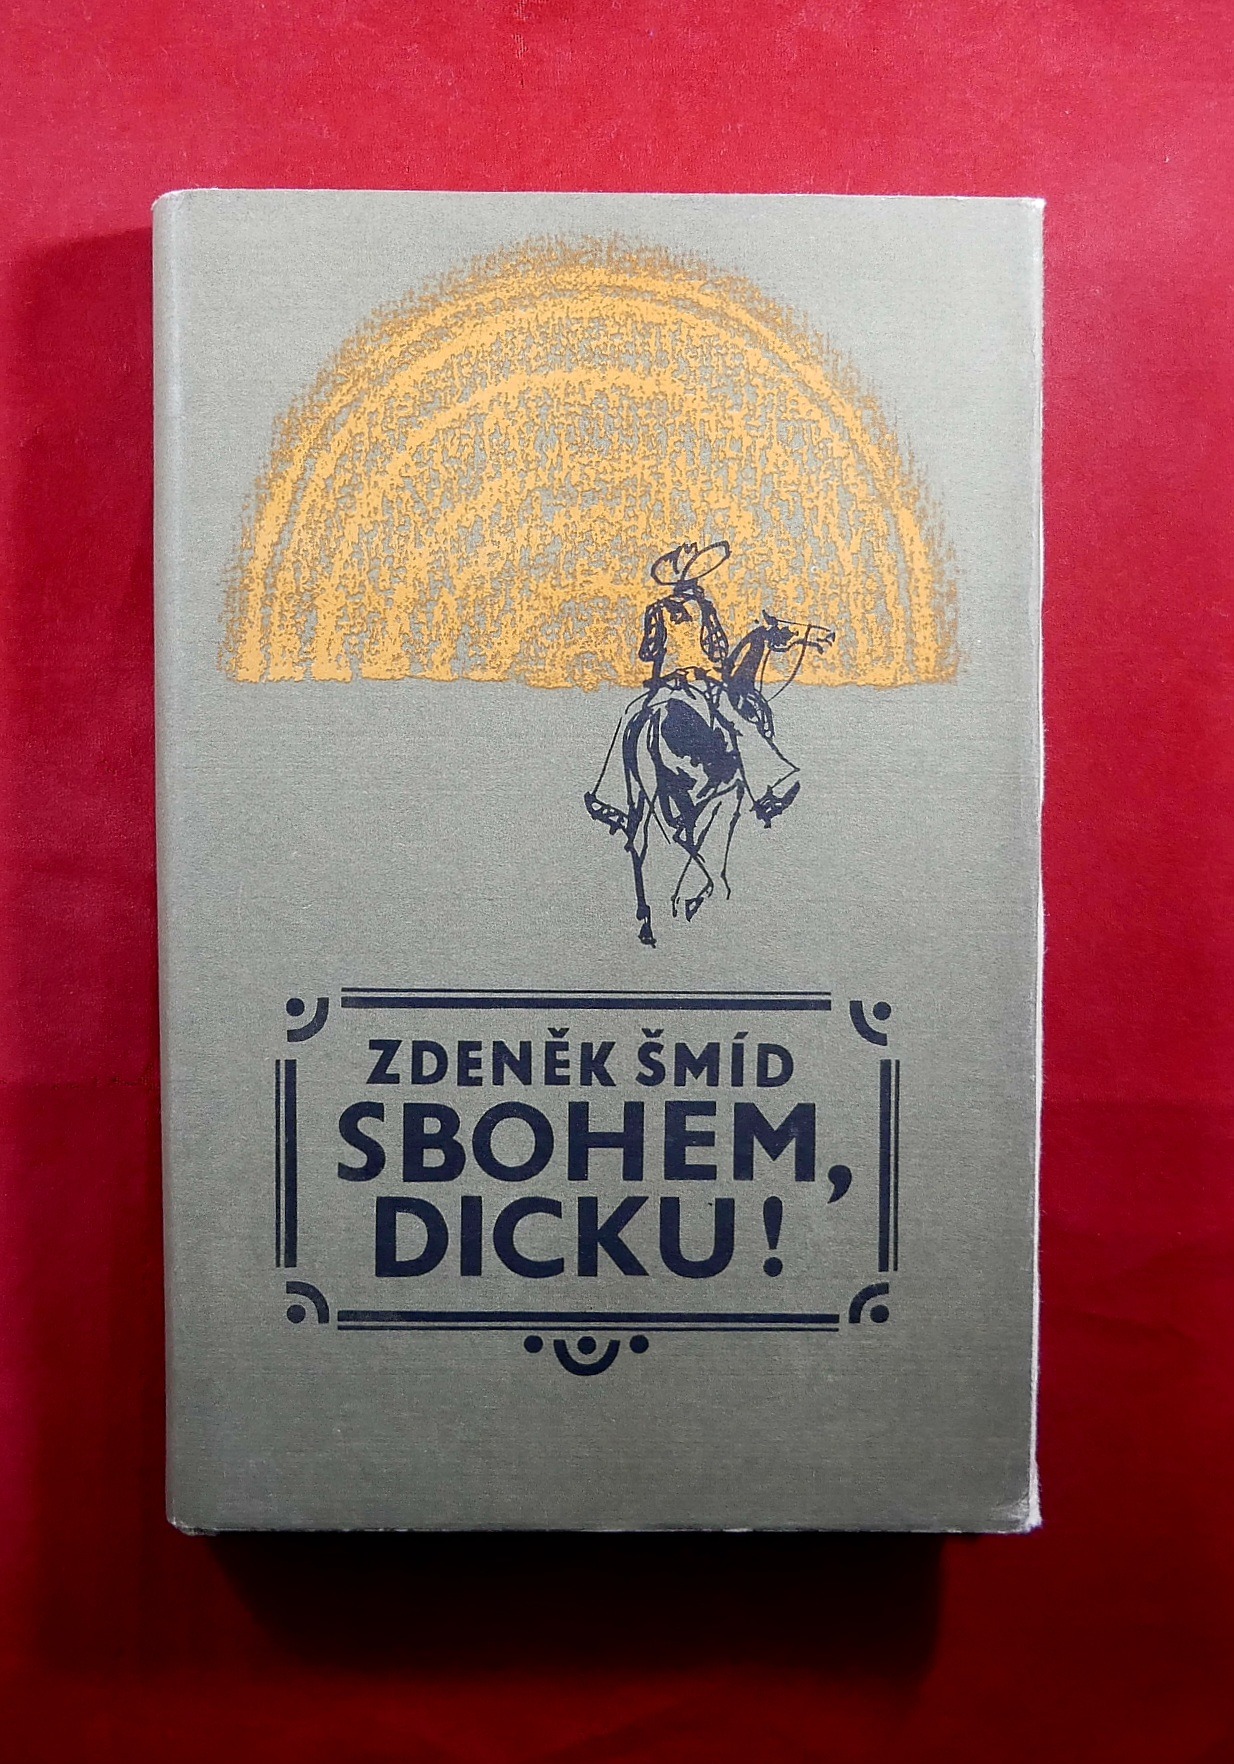 ZDENĚK ŠMÍD
SBOHEM,
DICKU!